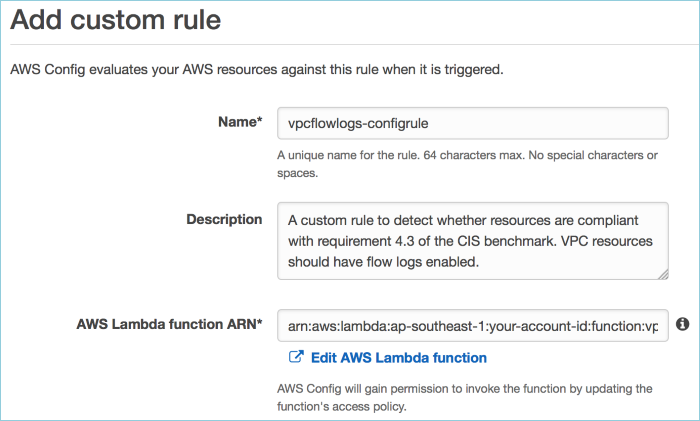 Add custom rule
AWS Config evaluates your AWS resources against this rule when it is triggered.
Name*
vpcflowlogs-configrule
A unique name for the rule. 64 characters max. No special characters or
spaces.
Description
A custom rule to detect whether resources are compliant
with requirement 4.3 of the CIS benchmark. VPC resources
should have flow logs enabled.
AWS Lambda function ARN*
arn:aws:lambda:ap-southeast-1:your-account-id:function:vp
Edit AWS Lambda function
AWS Config will gain permission to invoke the function by updating the
function's access policy.